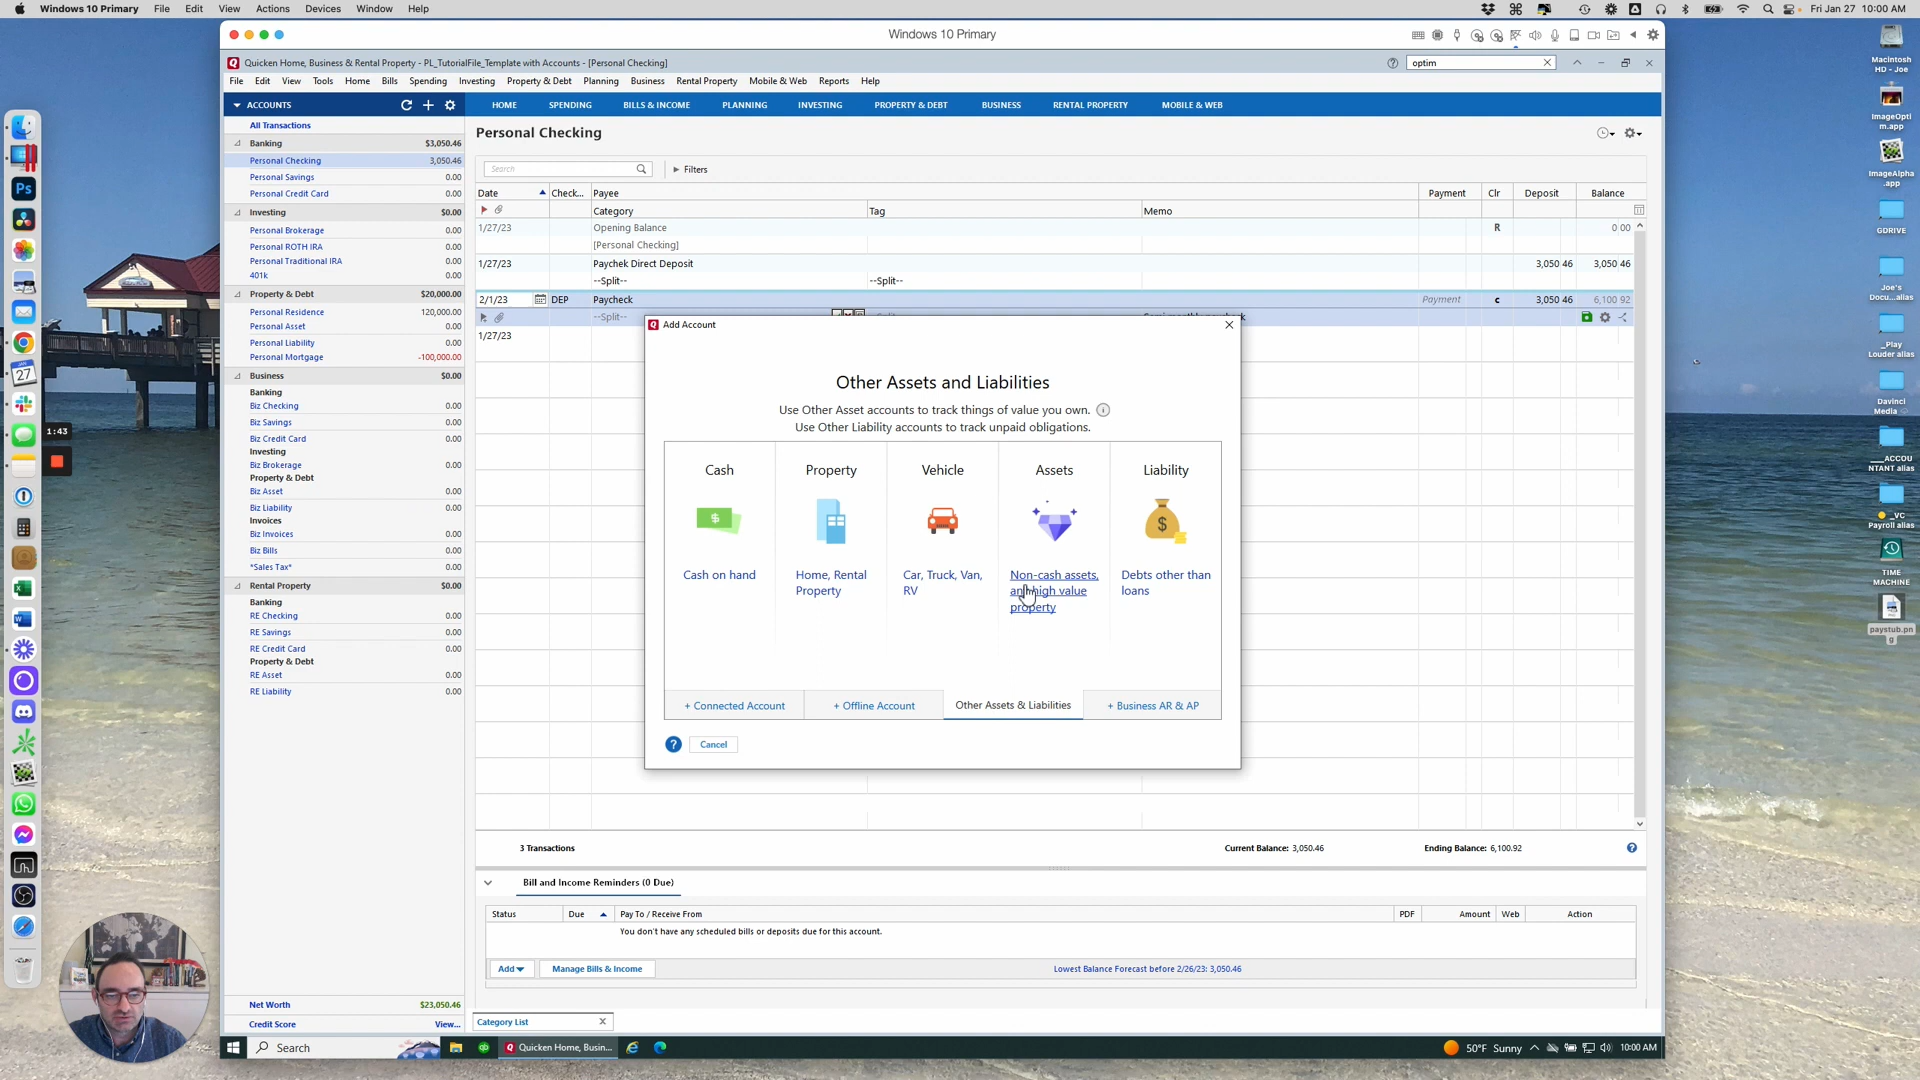 Windows 10 Primary File Edit View Actions Devices Window Help
Fri Jan 27 10:00 AM
Windows 10 Primary
Quicken Home, Business & Rental Property - PL_TutorialFile_Template with Accounts - [Personal Checking]
optim
File Edit View Tools Home Bills Spending Investing Property & Debt Planning Business Rental Property Mobile & Web Reports Help
ACCOUNTS
HOME SPENDING BILLS & INCOME PLANNING INVESTING PROPERTY & DEBT BUSINESS RENTAL PROPERTY MOBILE & WEB
All Transactions
Banking $3,050.46
Personal Checking 3,050.46
Personal Savings 0.00
Personal Credit Card 0.00
Investing $0.00
Personal Brokerage 0.00
Personal ROTH IRA 0.00
Personal Traditional IRA 0.00
401k 0.00
Property & Debt $20,000.00
Personal Residence 120,000.00
Personal Asset 0.00
Personal Liability 0.00
Personal Mortgage -100,000.00
Business $0.00
Banking
Biz Checking 0.00
Biz Savings 0.00
Biz Credit Card 0.00
Investing
Biz Brokerage 0.00
Property & Debt
Biz Asset 0.00
Biz Liability 0.00
Invoices
Biz Invoices 0.00
Biz Bills 0.00
*Sales Tax* 0.00
Rental Property $0.00
Banking
RE Checking 0.00
RE Savings 0.00
RE Credit Card 0.00
Property & Debt
RE Asset 0.00
RE Liability 0.00
Net Worth $23,050.46
Credit Score View...
Personal Checking
Search
Filters
Date Check... Payee Payment Clr Deposit Balance
Category Tag Memo
1/27/23 Opening Balance R 0 00
[Personal Checking]
1/27/23 Paychek Direct Deposit 3,050 46 3,050 46
--Split-- --Split--
2/1/23 DEP Paycheck Payment c 3,050 46 6,100 92
--Split--
1/27/23
Add Account
Other Assets and Liabilities
Use Other Asset accounts to track things of value you own.
Use Other Liability accounts to track unpaid obligations.
Cash Property Vehicle Assets Liability
Cash on hand
Home, Rental
Property
Car, Truck, Van,
RV
Non-cash assets,
and high value
property
Debts other than
loans
+ Connected Account + Offline Account Other Assets & Liabilities + Business AR & AP
Cancel
3 Transactions Current Balance: 3,050.46 Ending Balance: 6,100.92
Bill and Income Reminders (0 Due)
Status Due Pay To / Receive From PDF Amount Web Action
You don't have any scheduled bills or deposits due for this account.
Add Manage Bills & Income Lowest Balance Forecast before 2/26/23: 3,050.46
Category List
Search
Quicken Home, Busin...
50°F Sunny
10:00 AM
1:43
Ps
JAN
27
Macintosh
HD - Joe
ImageOpti
m.app
ImageAlpha
.app
GDRIVE
Joe's
Docu...alias
_Play
Louder alias
Davinci
Media
___ACCOU
NTANT alias
_VC
Payroll alias
TIME
MACHINE
paystub.pn
g